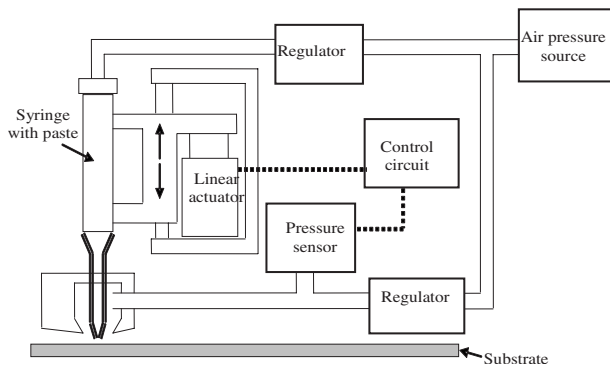 Regulator
Air pressure
source
Syringe
with paste
Control
circuit
Linear
actuator
Pressure
sensor
Regulator
Substrate